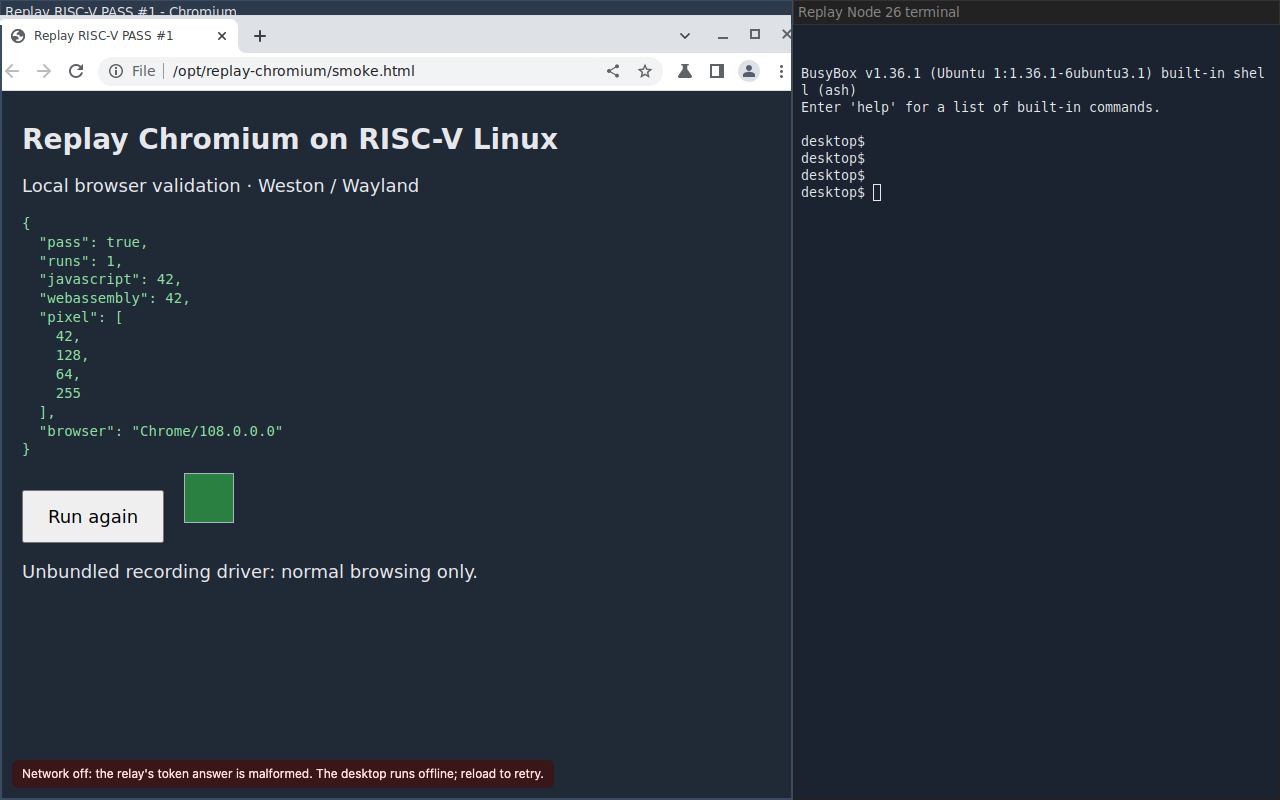 Replay RISC-V PASS #1 - Chromium
Replay RISC-V PASS #1
File
/opt/replay-chromium/smoke.html
Replay Chromium on RISC-V Linux
Local browser validation · Weston / Wayland
{
  "pass": true,
  "runs": 1,
  "javascript": 42,
  "webassembly": 42,
  "pixel": [
    42,
    128,
    64,
    255
  ],
  "browser": "Chrome/108.0.0.0"
}
Run again
Unbundled recording driver: normal browsing only.
Network off: the relay's token answer is malformed. The desktop runs offline; reload to retry.
Replay Node 26 terminal
BusyBox v1.36.1 (Ubuntu 1:1.36.1-6ubuntu3.1) built-in shel
l (ash)
Enter 'help' for a list of built-in commands.
desktop$
desktop$
desktop$
desktop$